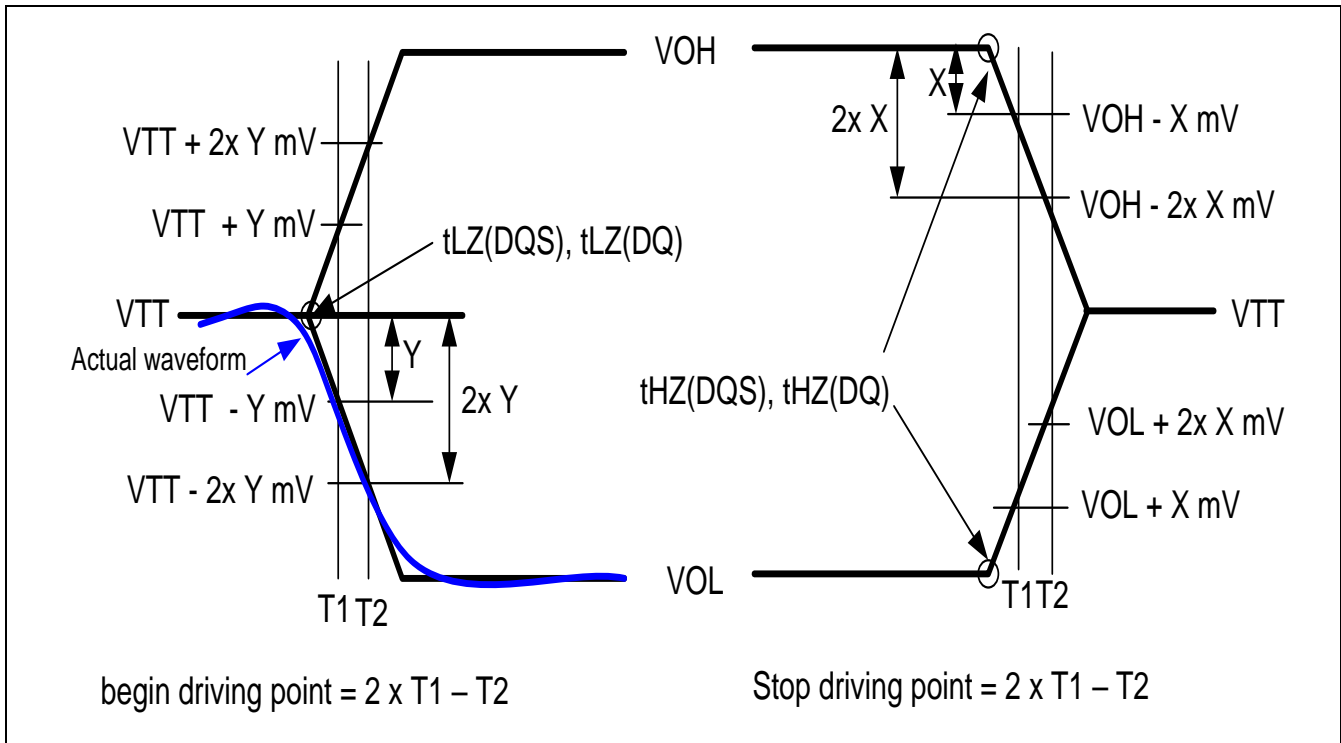 VOH
X
2x X
VOH - X mV
VTT + 2x Y mV
VOH - 2x X mV
VTT + Y mV
tLZ(DQS), tLZ(DQ)
VTT
VTT
Actual waveform
Y
2x Y
tHZ(DQS), tHZ(DQ)
VTT - Y mV
VOL + 2x X mV
VTT - 2x Y mV
VOL + X mV
VOL
T1 T2
T1 T2
begin driving point = 2 x T1 – T2
Stop driving point = 2 x T1 – T2